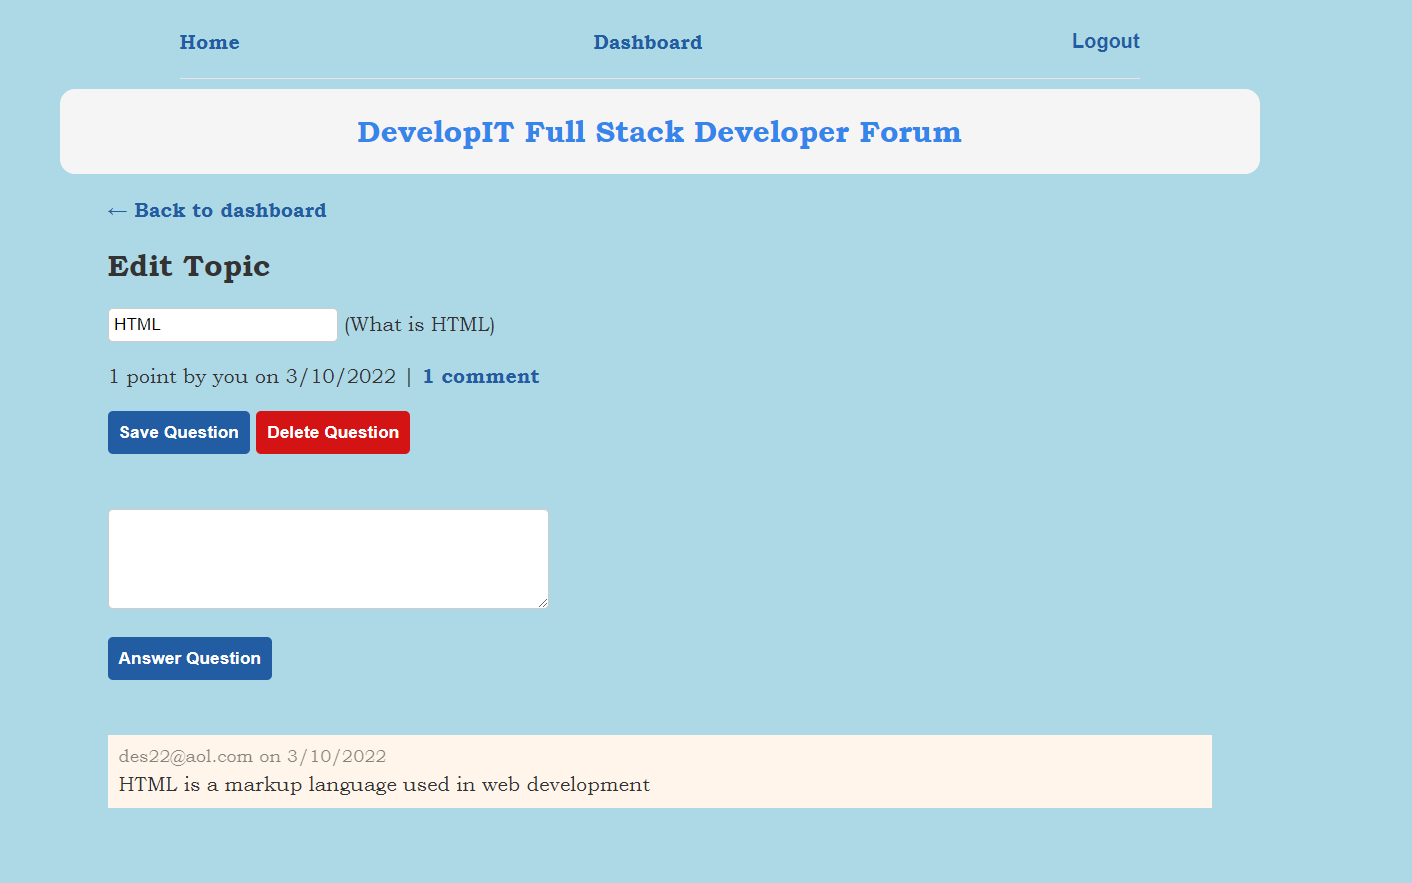 Home Dashboard Logout
DevelopIT Full Stack Developer Forum
← Back to dashboard
Edit Topic
HTML (What is HTML)
1 point by you on 3/10/2022 | 1 comment
Save Question Delete Question
Answer Question
des22@aol.com on 3/10/2022
HTML is a markup language used in web development